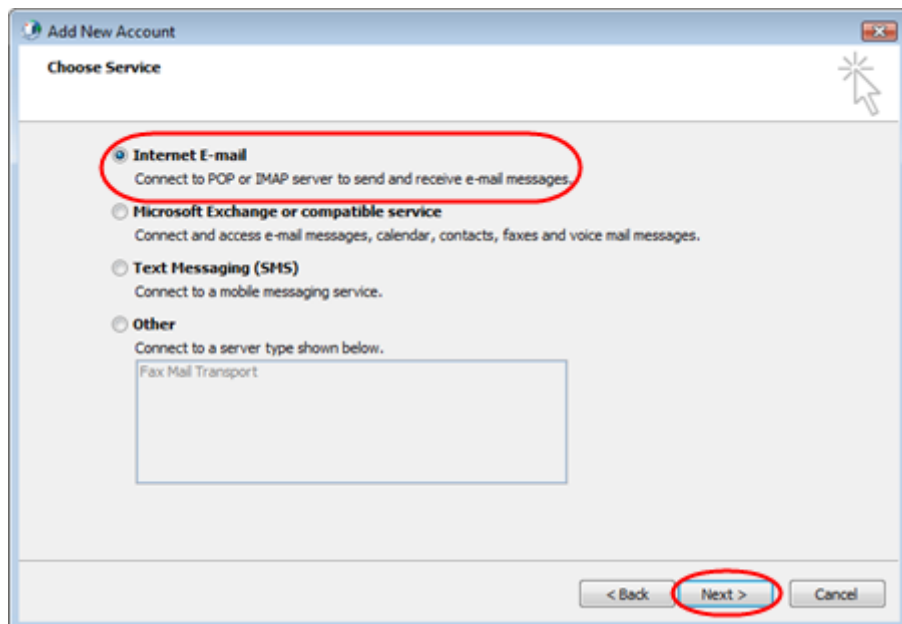 Add New Account
Choose Service
Internet E-mail
Connect to POP or IMAP server to send and receive e-mail messages.
Microsoft Exchange or compatible service
Connect and access e-mail messages, calendar, contacts, faxes and voice mail messages.
Text Messaging (SMS)
Connect to a mobile messaging service.
Other
Connect to a server type shown below.
Fax Mail Transport
< Back Next > Cancel